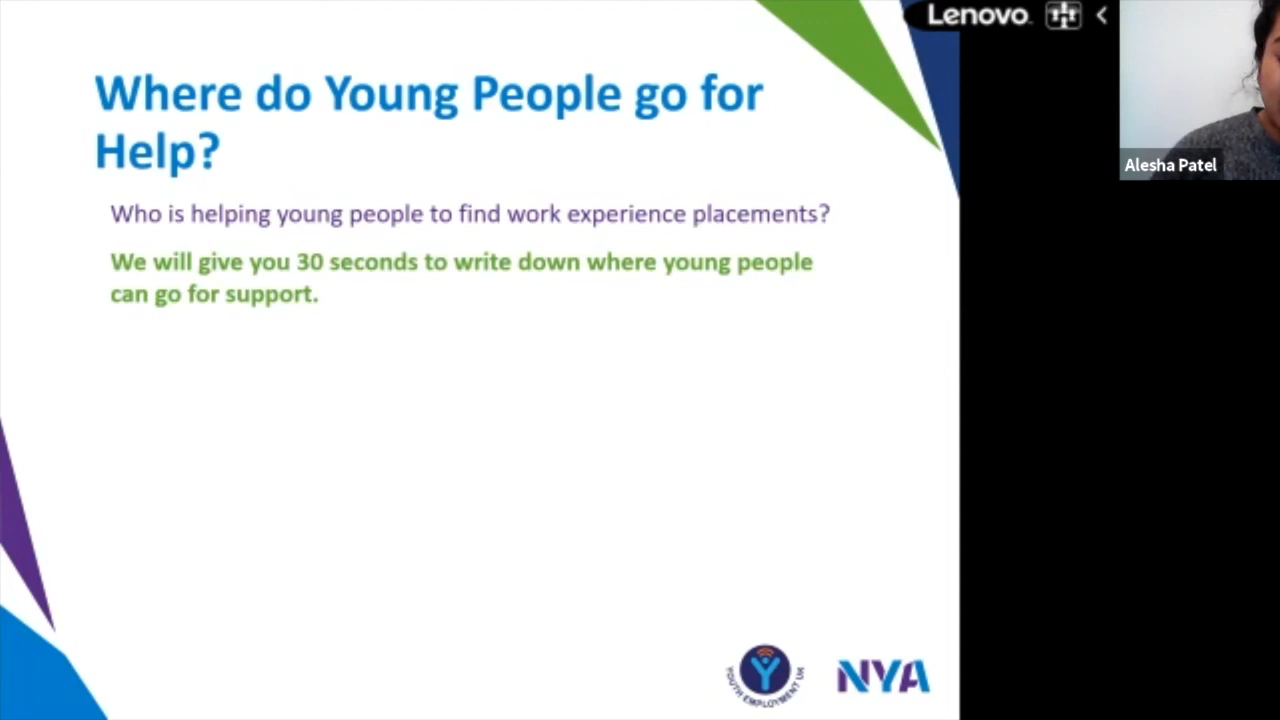 Lenovo
Where do Young People go for
Help?
Alesha Patel
Who is helping young people to find work experience placements?
We will give you 30 seconds to write down where young people
can go for support.
YOUTH EMPLOYMENT UK
NYA